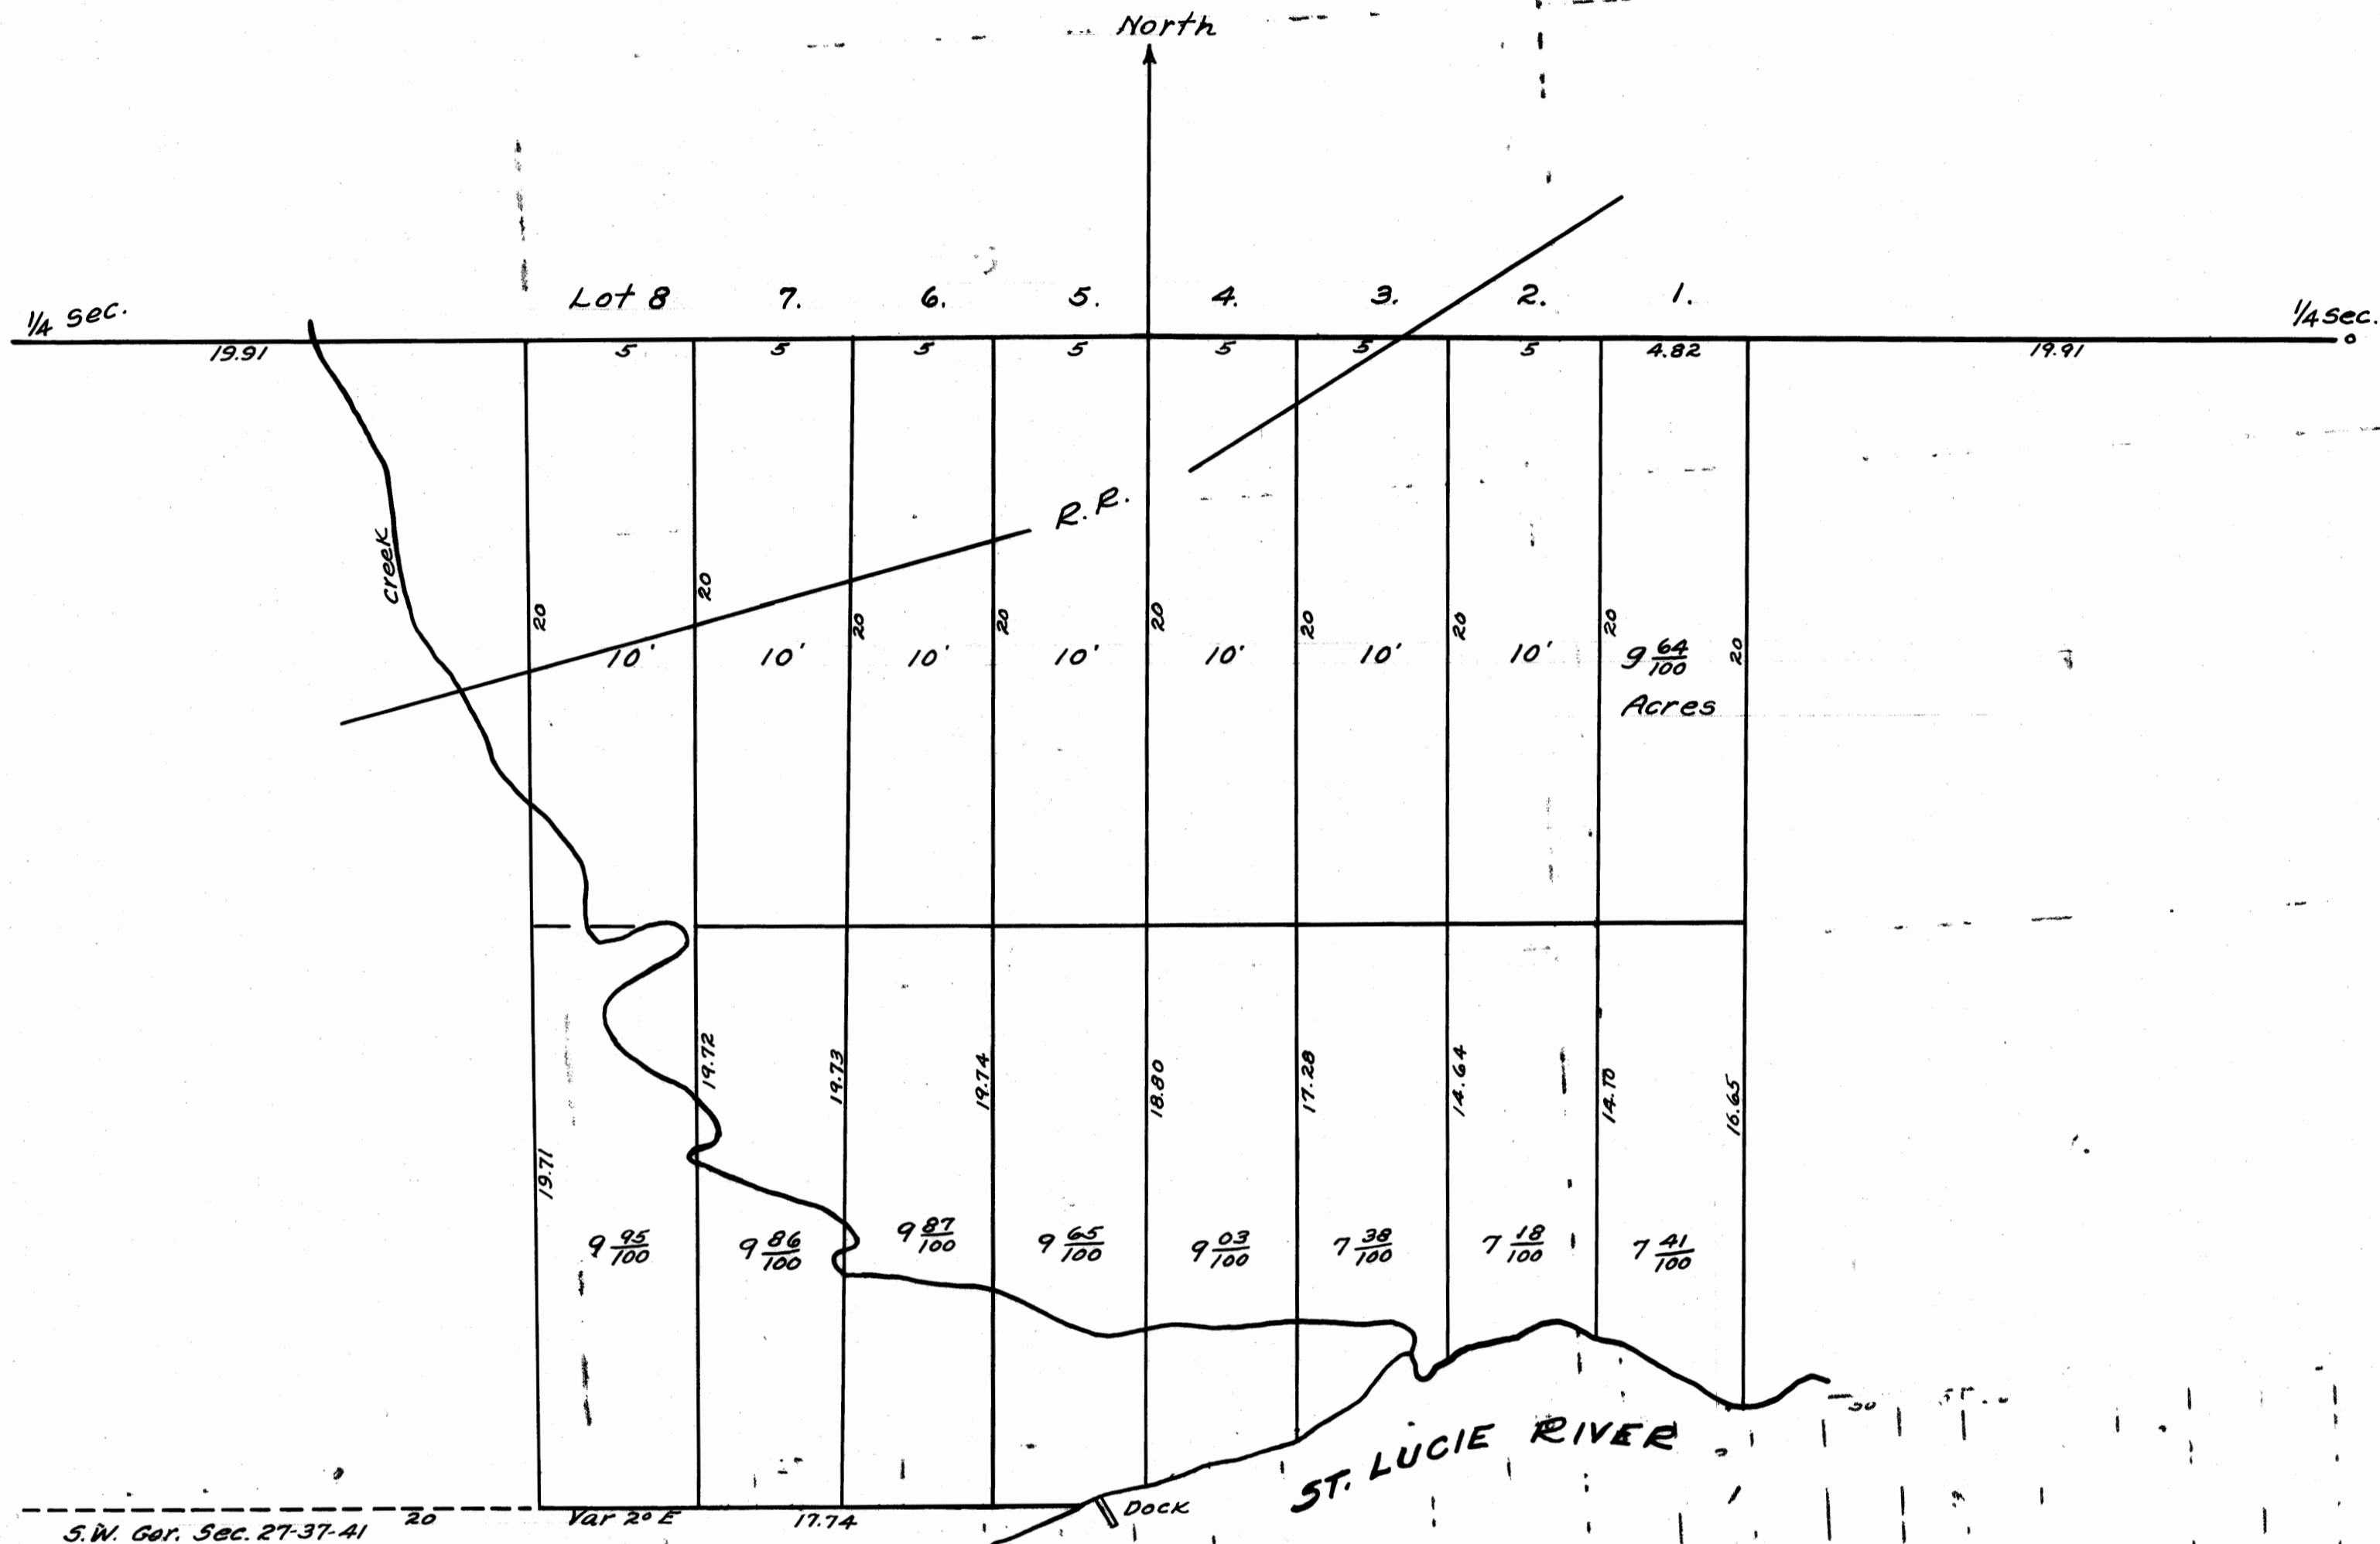 North
Lot 8 7. 6. 5. 4. 3. 2. 1.
1/4 sec. 1/4 sec.
19.91 5 5 5 5 5 5 5 4.82 19.91
R.R.
Creek
20 20 20 20 20 20 20 20 20
10' 10' 10' 10' 10' 10' 10' 9 64/100
Acres
19.71 19.72 19.73 19.74 18.80 17.28 14.64 14.70 16.65
9 95/100 9 86/100 9 87/100 9 65/100 9 03/100 7 38/100 7 18/100 7 41/100
ST. LUCIE RIVER
DOCK
S.W. Cor. Sec. 27-37-41 20 Var 2° E 17.74